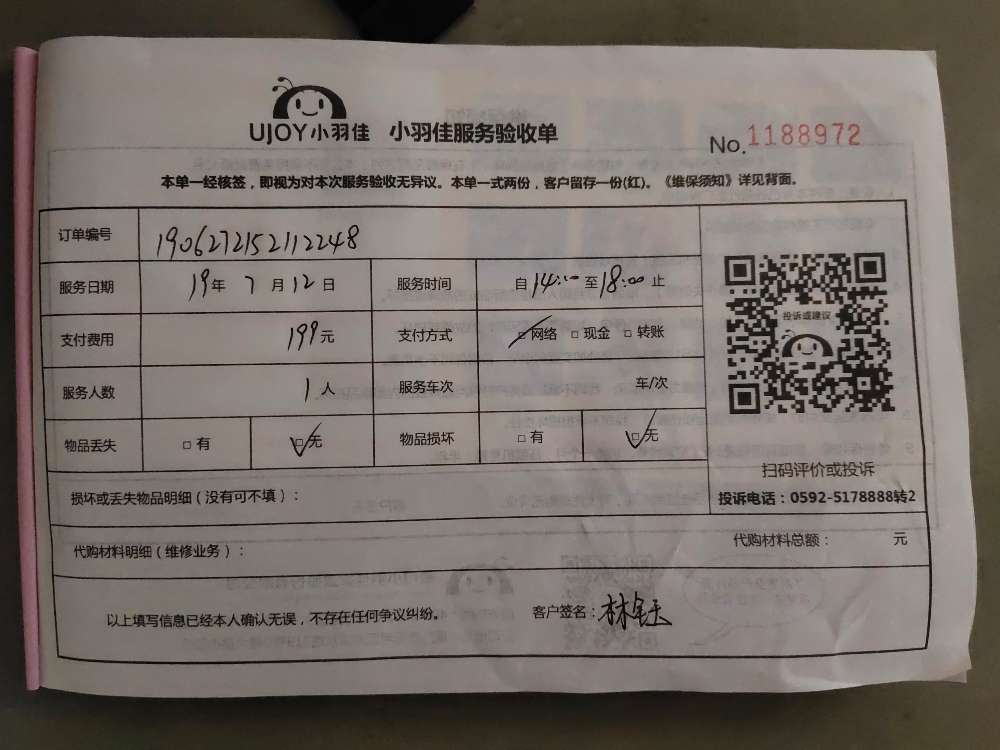 UJOY小羽佳 小羽佳服务验收单
No.1188972
本单一经核签，即视为对本次服务验收无异议。本单一式两份，客户留存一份(红)。《维保须知》详见背面。
订单编号 190627215211 2248
服务日期 19年 7月 12日 服务时间 自14:00至18:00止
支付费用 199元 支付方式 □网络 □现金 □转账
服务人数 1人 服务车次 车/次
物品丢失 □有 □无 物品损坏 □有 □无
投诉或建议
扫码评价或投诉
投诉电话：0592-5178888转2
损坏或丢失物品明细（没有可不填）：
代购材料明细（维修业务）： 代购材料总额： 元
以上填写信息已经本人确认无误，不存在任何争议纠纷。 客户签名：林钰